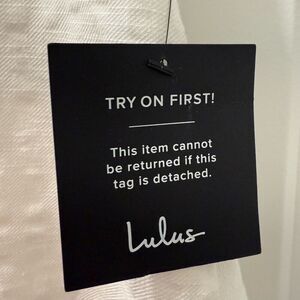 TRY ON FIRST!
This item cannot
be returned if this
tag is detached.
Lulus